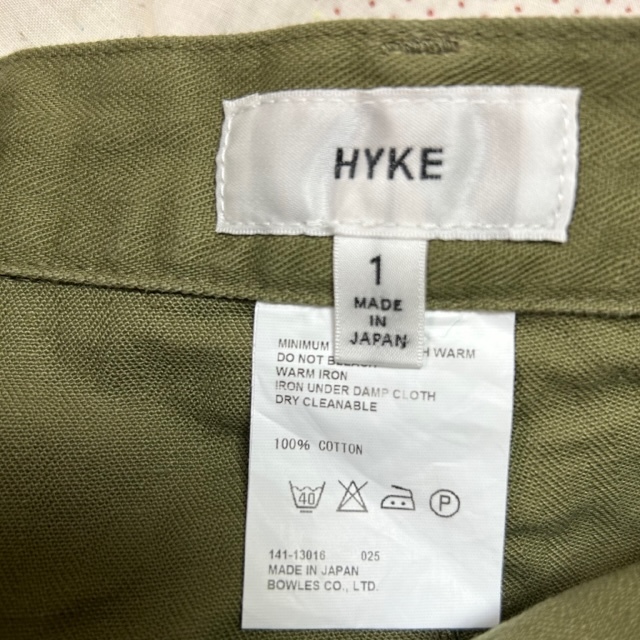 HYKE
1
MADE
IN
JAPAN
MINIMUM WARM
DO NOT
WARM IRON
IRON UNDER DAMP CLOTH
DRY CLEANABLE
100% COTTON
40 P
141-13016 025
MADE IN JAPAN
BOWLES CO., LTD.